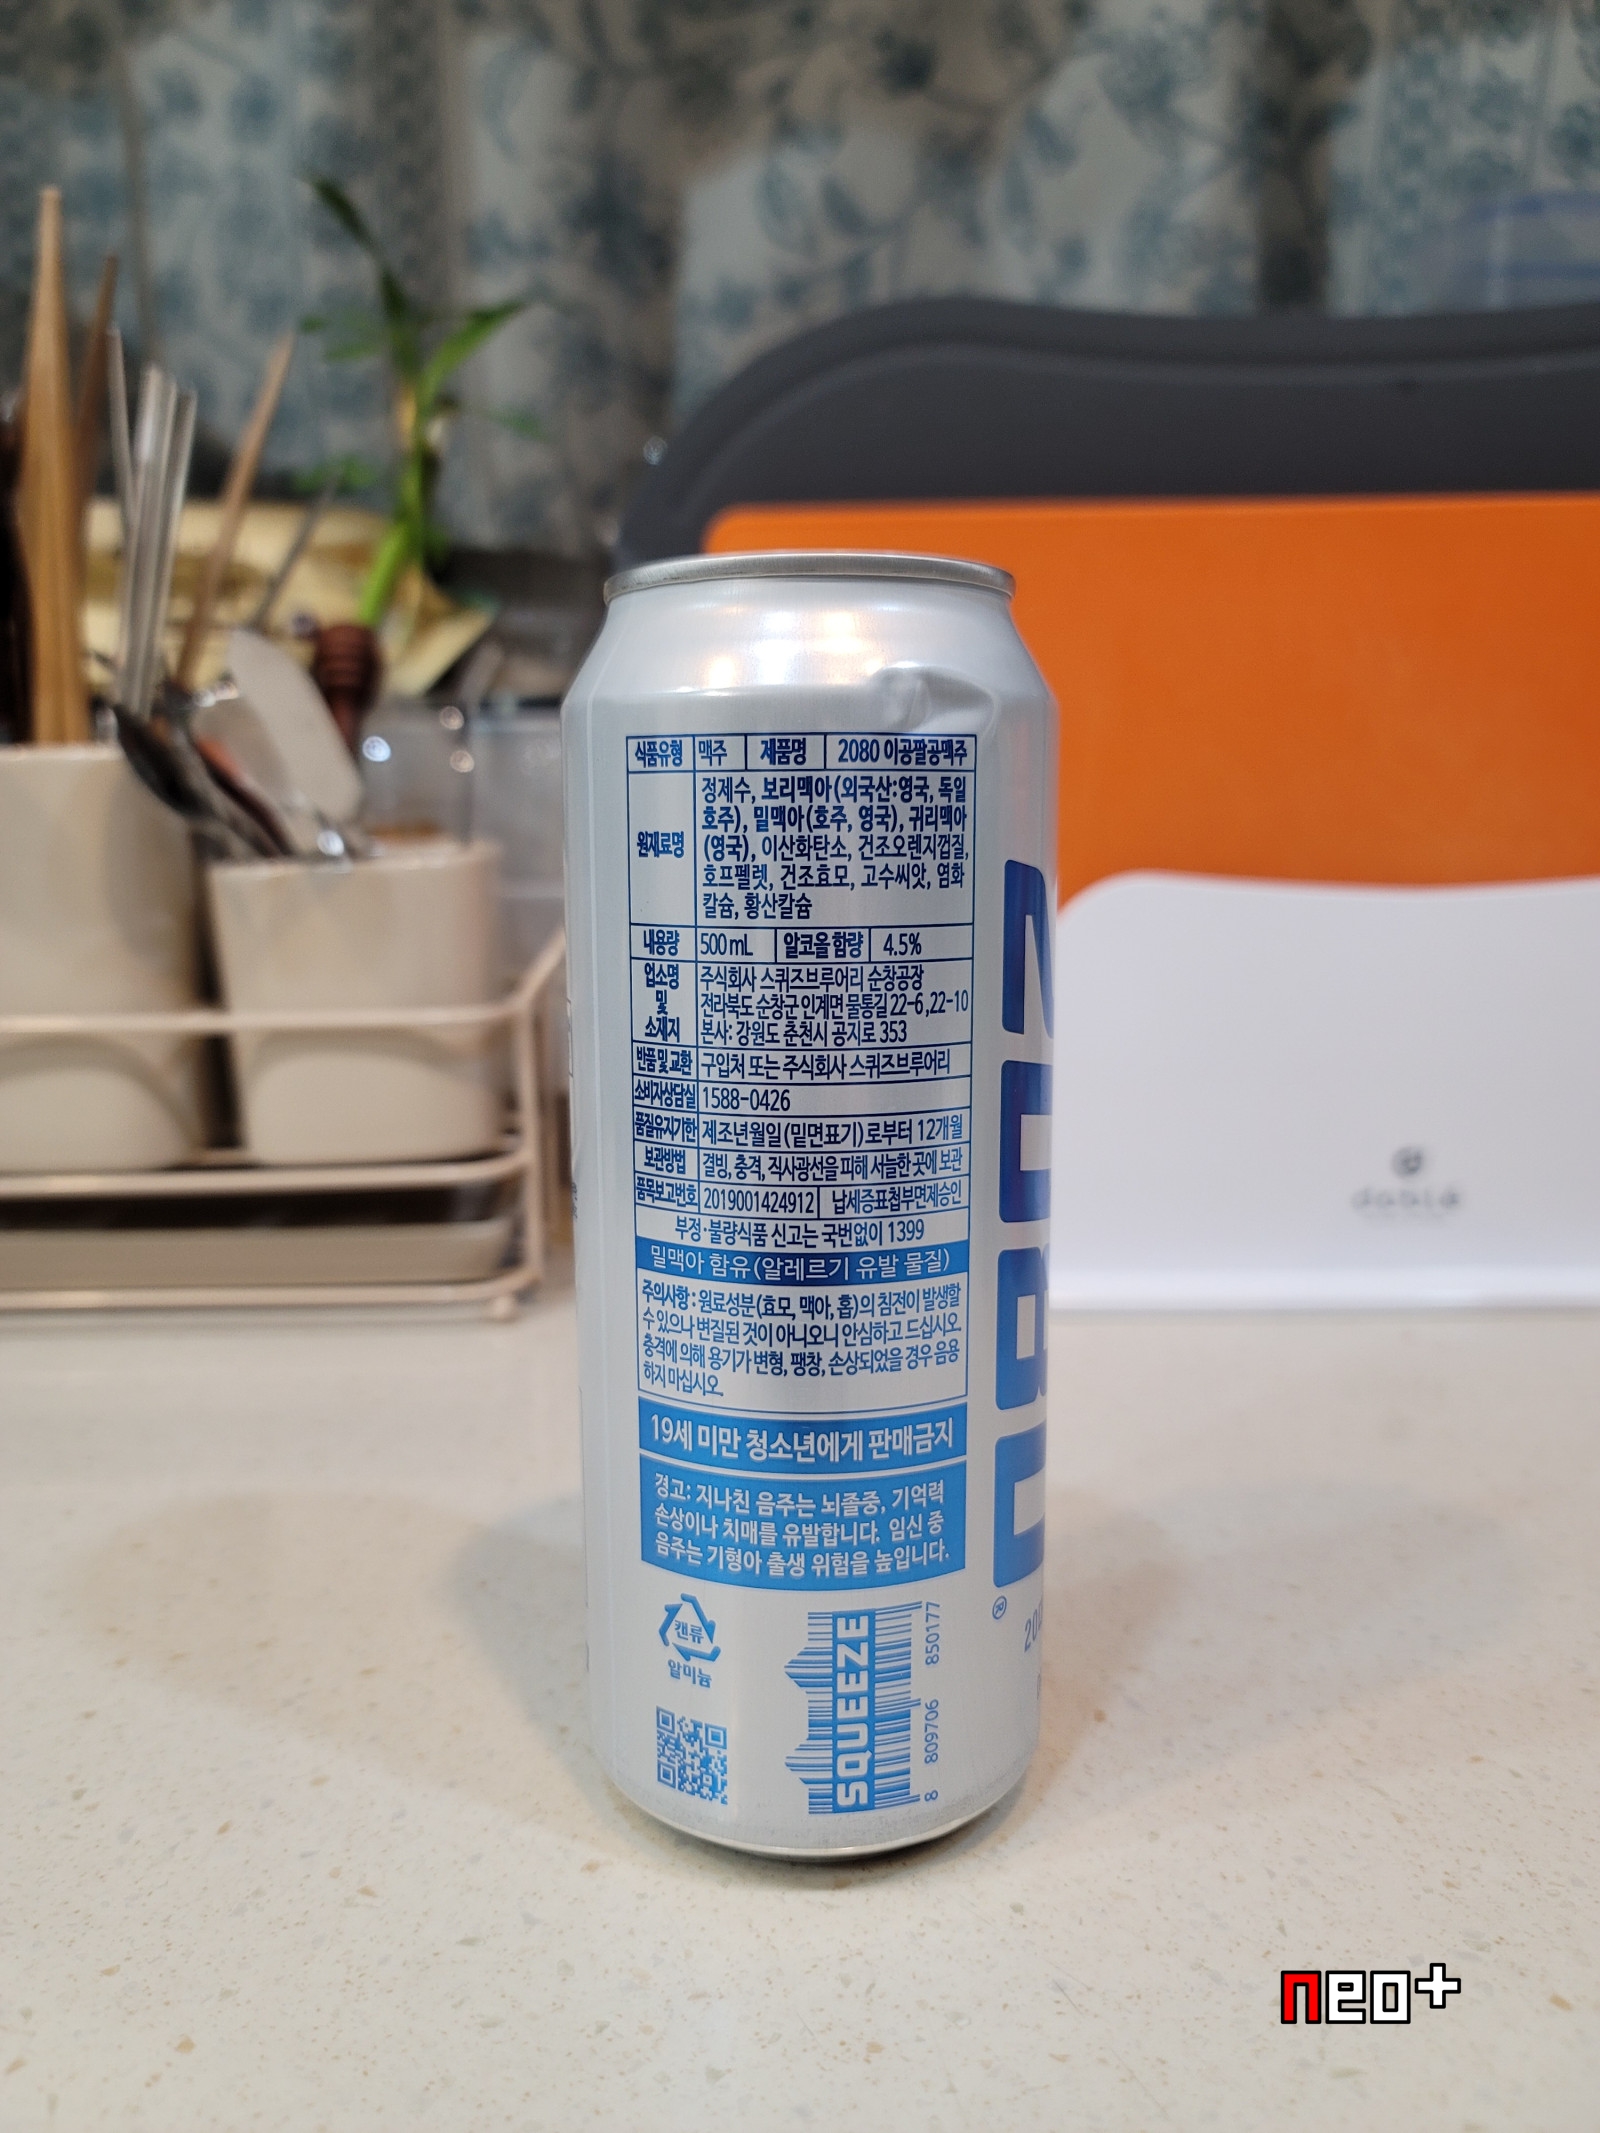 식품유형 맥주 제품명 2080 이공팔공맥주
원재료명 정제수, 보리맥아(외국산:영국, 독일
호주), 밀맥아(호주, 영국), 귀리맥아
(영국), 이산화탄소, 건조오렌지껍질,
호프펠렛, 건조효모, 고수씨앗, 염화
칼슘, 황산칼슘
내용량 500mL 알코올 함량 4.5%
업소명 및 소재지 주식회사 스퀴즈브루어리 순창공장
전라북도 순창군 인계면 물통길 22-6, 22-10
본사: 강원도 춘천시 공지로 353
반품 및 교환 구입처 또는 주식회사 스퀴즈브루어리
소비자상담실 1588-0426
품질유지기한 제조년월일(밑면표기)로부터 12개월
보관방법 결빙, 충격, 직사광선을 피해 서늘한 곳에 보관
품목보고번호 2019001424912 납세증표첩부면제승인
부정·불량식품 신고는 국번없이 1399
밀맥아 함유(알레르기 유발 물질)
주의사항 : 원료성분(효모, 맥아, 홉)의 침전이 발생할
수 있으나 변질된 것이 아니오니 안심하고 드십시오.
충격에 의해 용기가 변형, 팽창, 손상되었을 경우 음용
하지 마십시오.
19세 미만 청소년에게 판매금지
경고: 지나친 음주는 뇌졸중, 기억력
손상이나 치매를 유발합니다. 임신 중
음주는 기형아 출생 위험을 높입니다.
캔류
알미늄
SQUEEZE
8 809706 850177
neo+